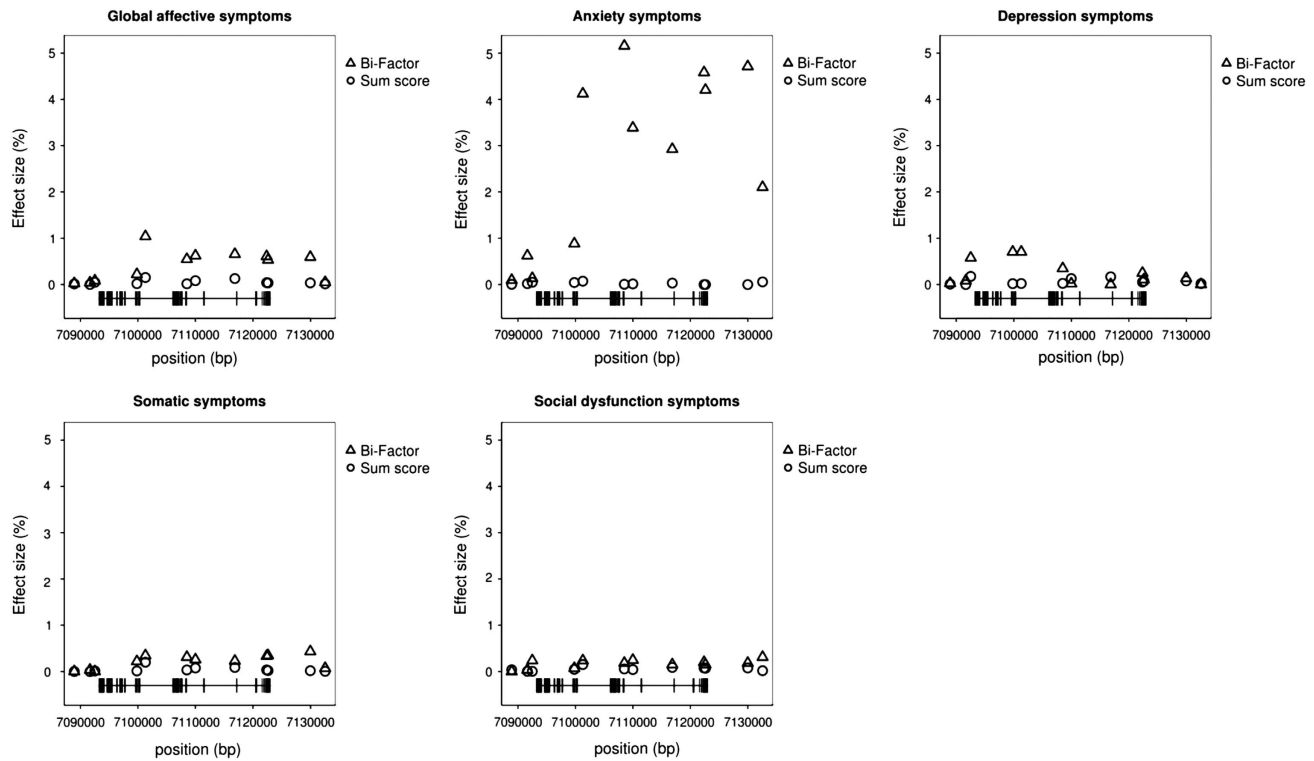 Global affective symptoms
Effect size (%)
5
4
3
2
1
0
7090000 7100000 7110000 7120000 7130000
position (bp)
Bi-Factor
Sum score
Anxiety symptoms
Effect size (%)
5
4
3
2
1
0
7090000 7100000 7110000 7120000 7130000
position (bp)
Bi-Factor
Sum score
Depression symptoms
Effect size (%)
5
4
3
2
1
0
7090000 7100000 7110000 7120000 7130000
position (bp)
Bi-Factor
Sum score
Somatic symptoms
Effect size (%)
5
4
3
2
1
0
7090000 7100000 7110000 7120000 7130000
position (bp)
Bi-Factor
Sum score
Social dysfunction symptoms
Effect size (%)
5
4
3
2
1
0
7090000 7100000 7110000 7120000 7130000
position (bp)
Bi-Factor
Sum score